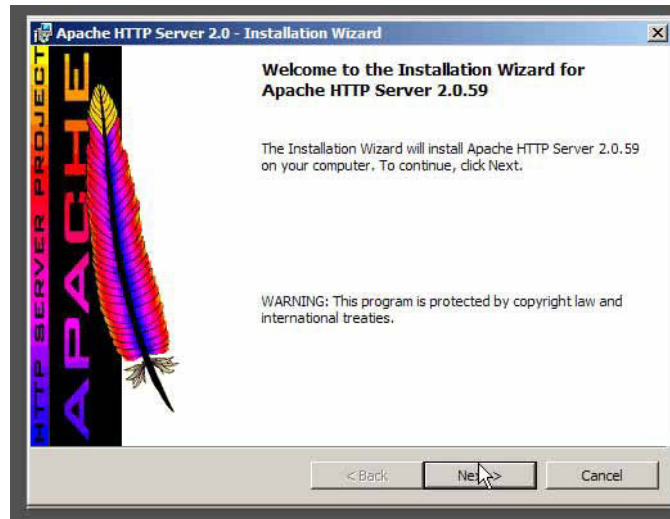 Apache HTTP Server 2.0 - Installation Wizard
HTTP SERVER PROJECT
APACHE
Welcome to the Installation Wizard for
Apache HTTP Server 2.0.59
The Installation Wizard will install Apache HTTP Server 2.0.59
on your computer. To continue, click Next.
WARNING: This program is protected by copyright law and
international treaties.
< Back
Next >
Cancel